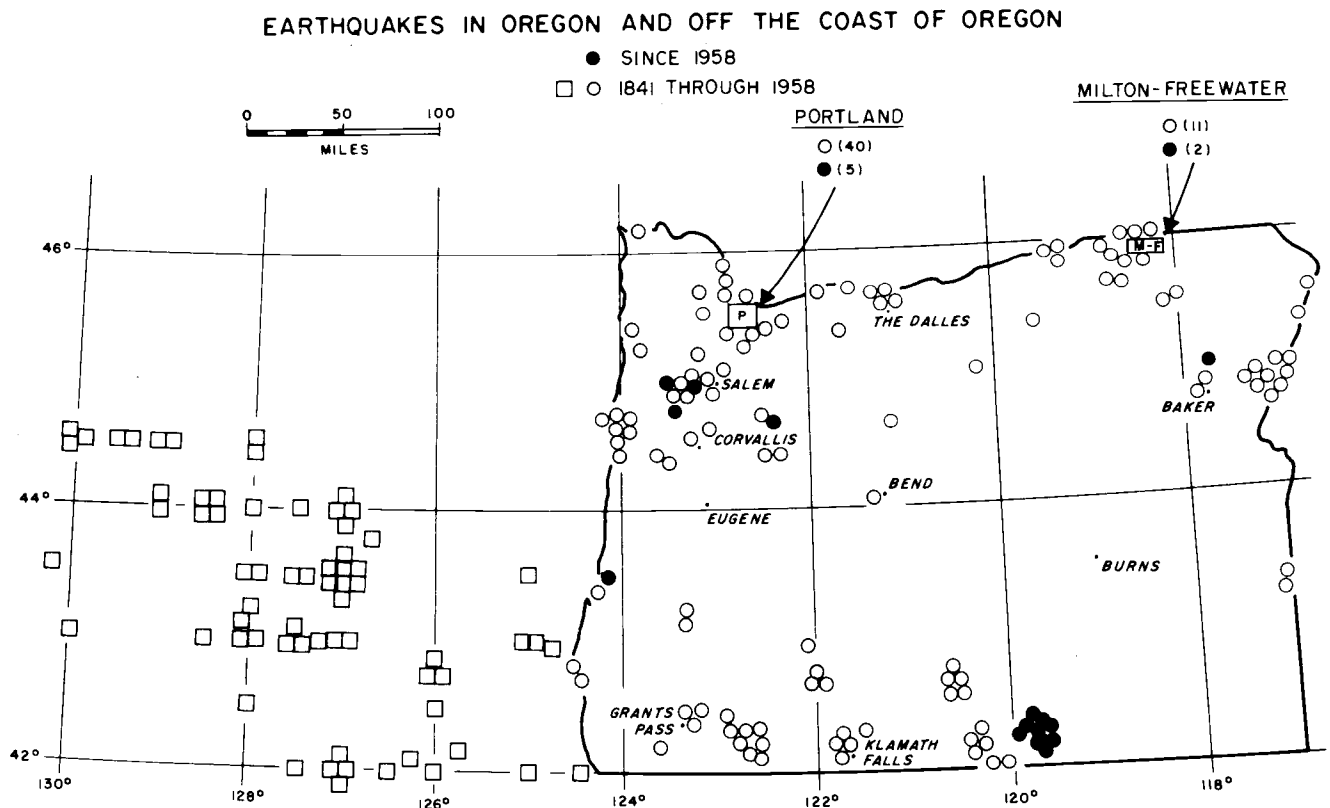 EARTHQUAKES IN OREGON AND OFF THE COAST OF OREGON
SINCE 1958
1841 THROUGH 1958
0 50 100
MILES
PORTLAND
(40)
(5)
MILTON-FREEWATER
(11)
(2)
46°
M-F
P
THE DALLES
SALEM
BAKER
CORVALLIS
44°
BEND
EUGENE
BURNS
GRANTS
PASS
KLAMATH
FALLS
42°
130° 128° 126° 124° 122° 120° 118°